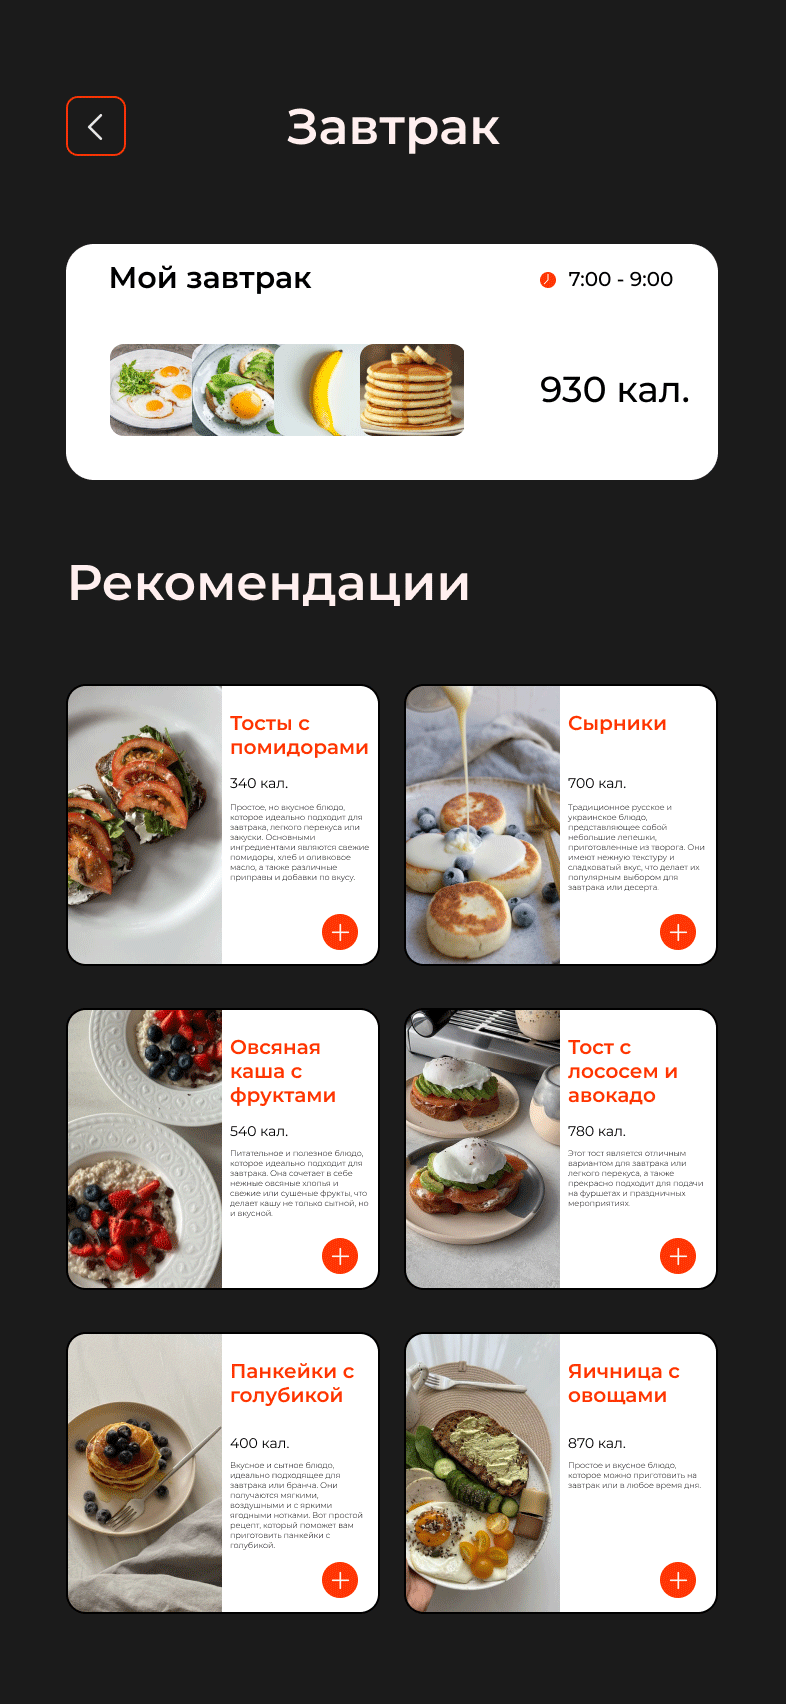 Завтрак
Мой завтрак
7:00 - 9:00
930 кал.
Рекомендации
Тосты с
помидорами
340 кал.
Простое, но вкусное блюдо,
которое идеально подходит для
завтрака, легкого перекуса или
закуски. Основными
ингредиентами являются свежие
помидоры, хлеб и оливковое
масло, а также различные
приправы и добавки по вкусу.
Сырники
700 кал.
Традиционное русское и
украинское блюдо,
представляющее собой
небольшие лепешки,
приготовленные из творога. Они
имеют нежную текстуру и
сладковатый вкус, что делает их
популярным выбором для
завтрака или десерта.
Овсяная
каша с
фруктами
540 кал.
Питательное и полезное блюдо,
которое идеально подходит для
завтрака. Она сочетает в себе
нежные овсяные хлопья и
свежие или сушеные фрукты, что
делает кашу не только сытной, но
и вкусной.
Тост с
лососем и
авокадо
780 кал.
Этот тост является отличным
вариантом для завтрака или
легкого перекуса, а также
прекрасно подходит для подачи
на фуршетах и праздничных
мероприятиях.
Панкейки с
голубикой
400 кал.
Вкусное и сытное блюдо,
идеально подходящее для
завтрака или бранча. Они
получаются мягкими,
воздушными и с яркими
ягодными нотками. Вот простой
рецепт, который поможет вам
приготовить панкейки с
голубикой.
Яичница с
овощами
870 кал.
Простое и вкусное блюдо,
которое можно приготовить на
завтрак или в любое время дня.